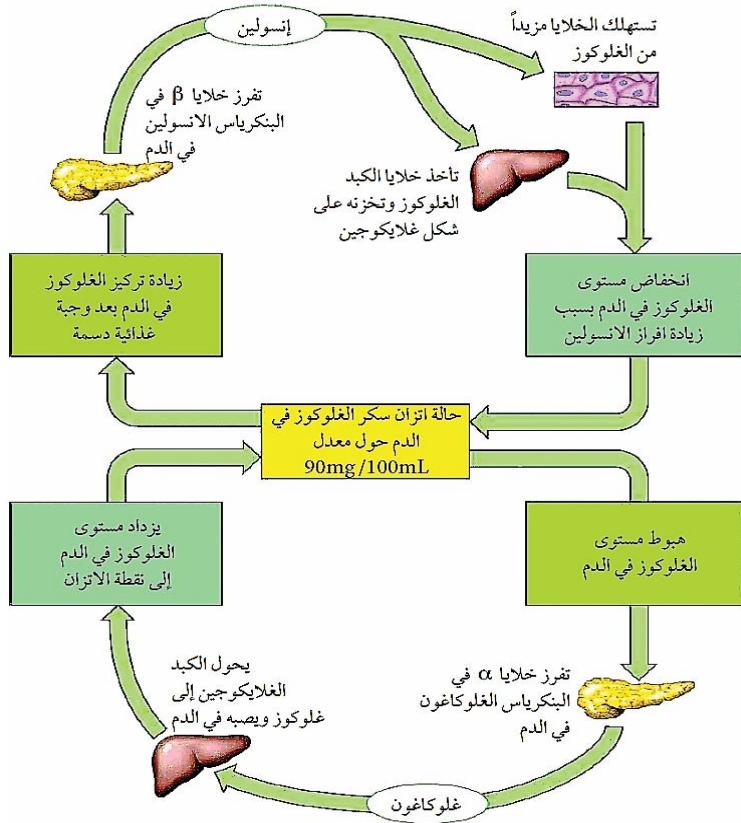 إنسولين
تستهلك الخلايا مزيداً
من الغلوكوز
تفرز خلايا β في
البنكرياس الانسولين
في الدم
تأخذ خلايا الكبد
الغلوكوز وتخزنه على
شكل غلايكوجين
زيادة تركيز الغلوكوز
في الدم بعد وجبة
غذائية دسمة
انخفاض مستوى
الغلوكوز في الدم بسبب
زيادة افراز الانسولين
حالة اتزان سكر الغلوكوز في
الدم حول معدل
90mg/100mL
يزداد مستوى
الغلوكوز في الدم
إلى نقطة الاتزان
هبوط مستوى
الغلوكوز في الدم
يحول الكبد
الغلايكوجين إلى
غلوكوز ويصبه في الدم
تفرز خلايا α في
البنكرياس الغلوكاغون
في الدم
غلوكاغون